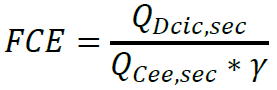 FCE = Q_{Dcic,sec} / (Q_{Cee,sec} * γ)